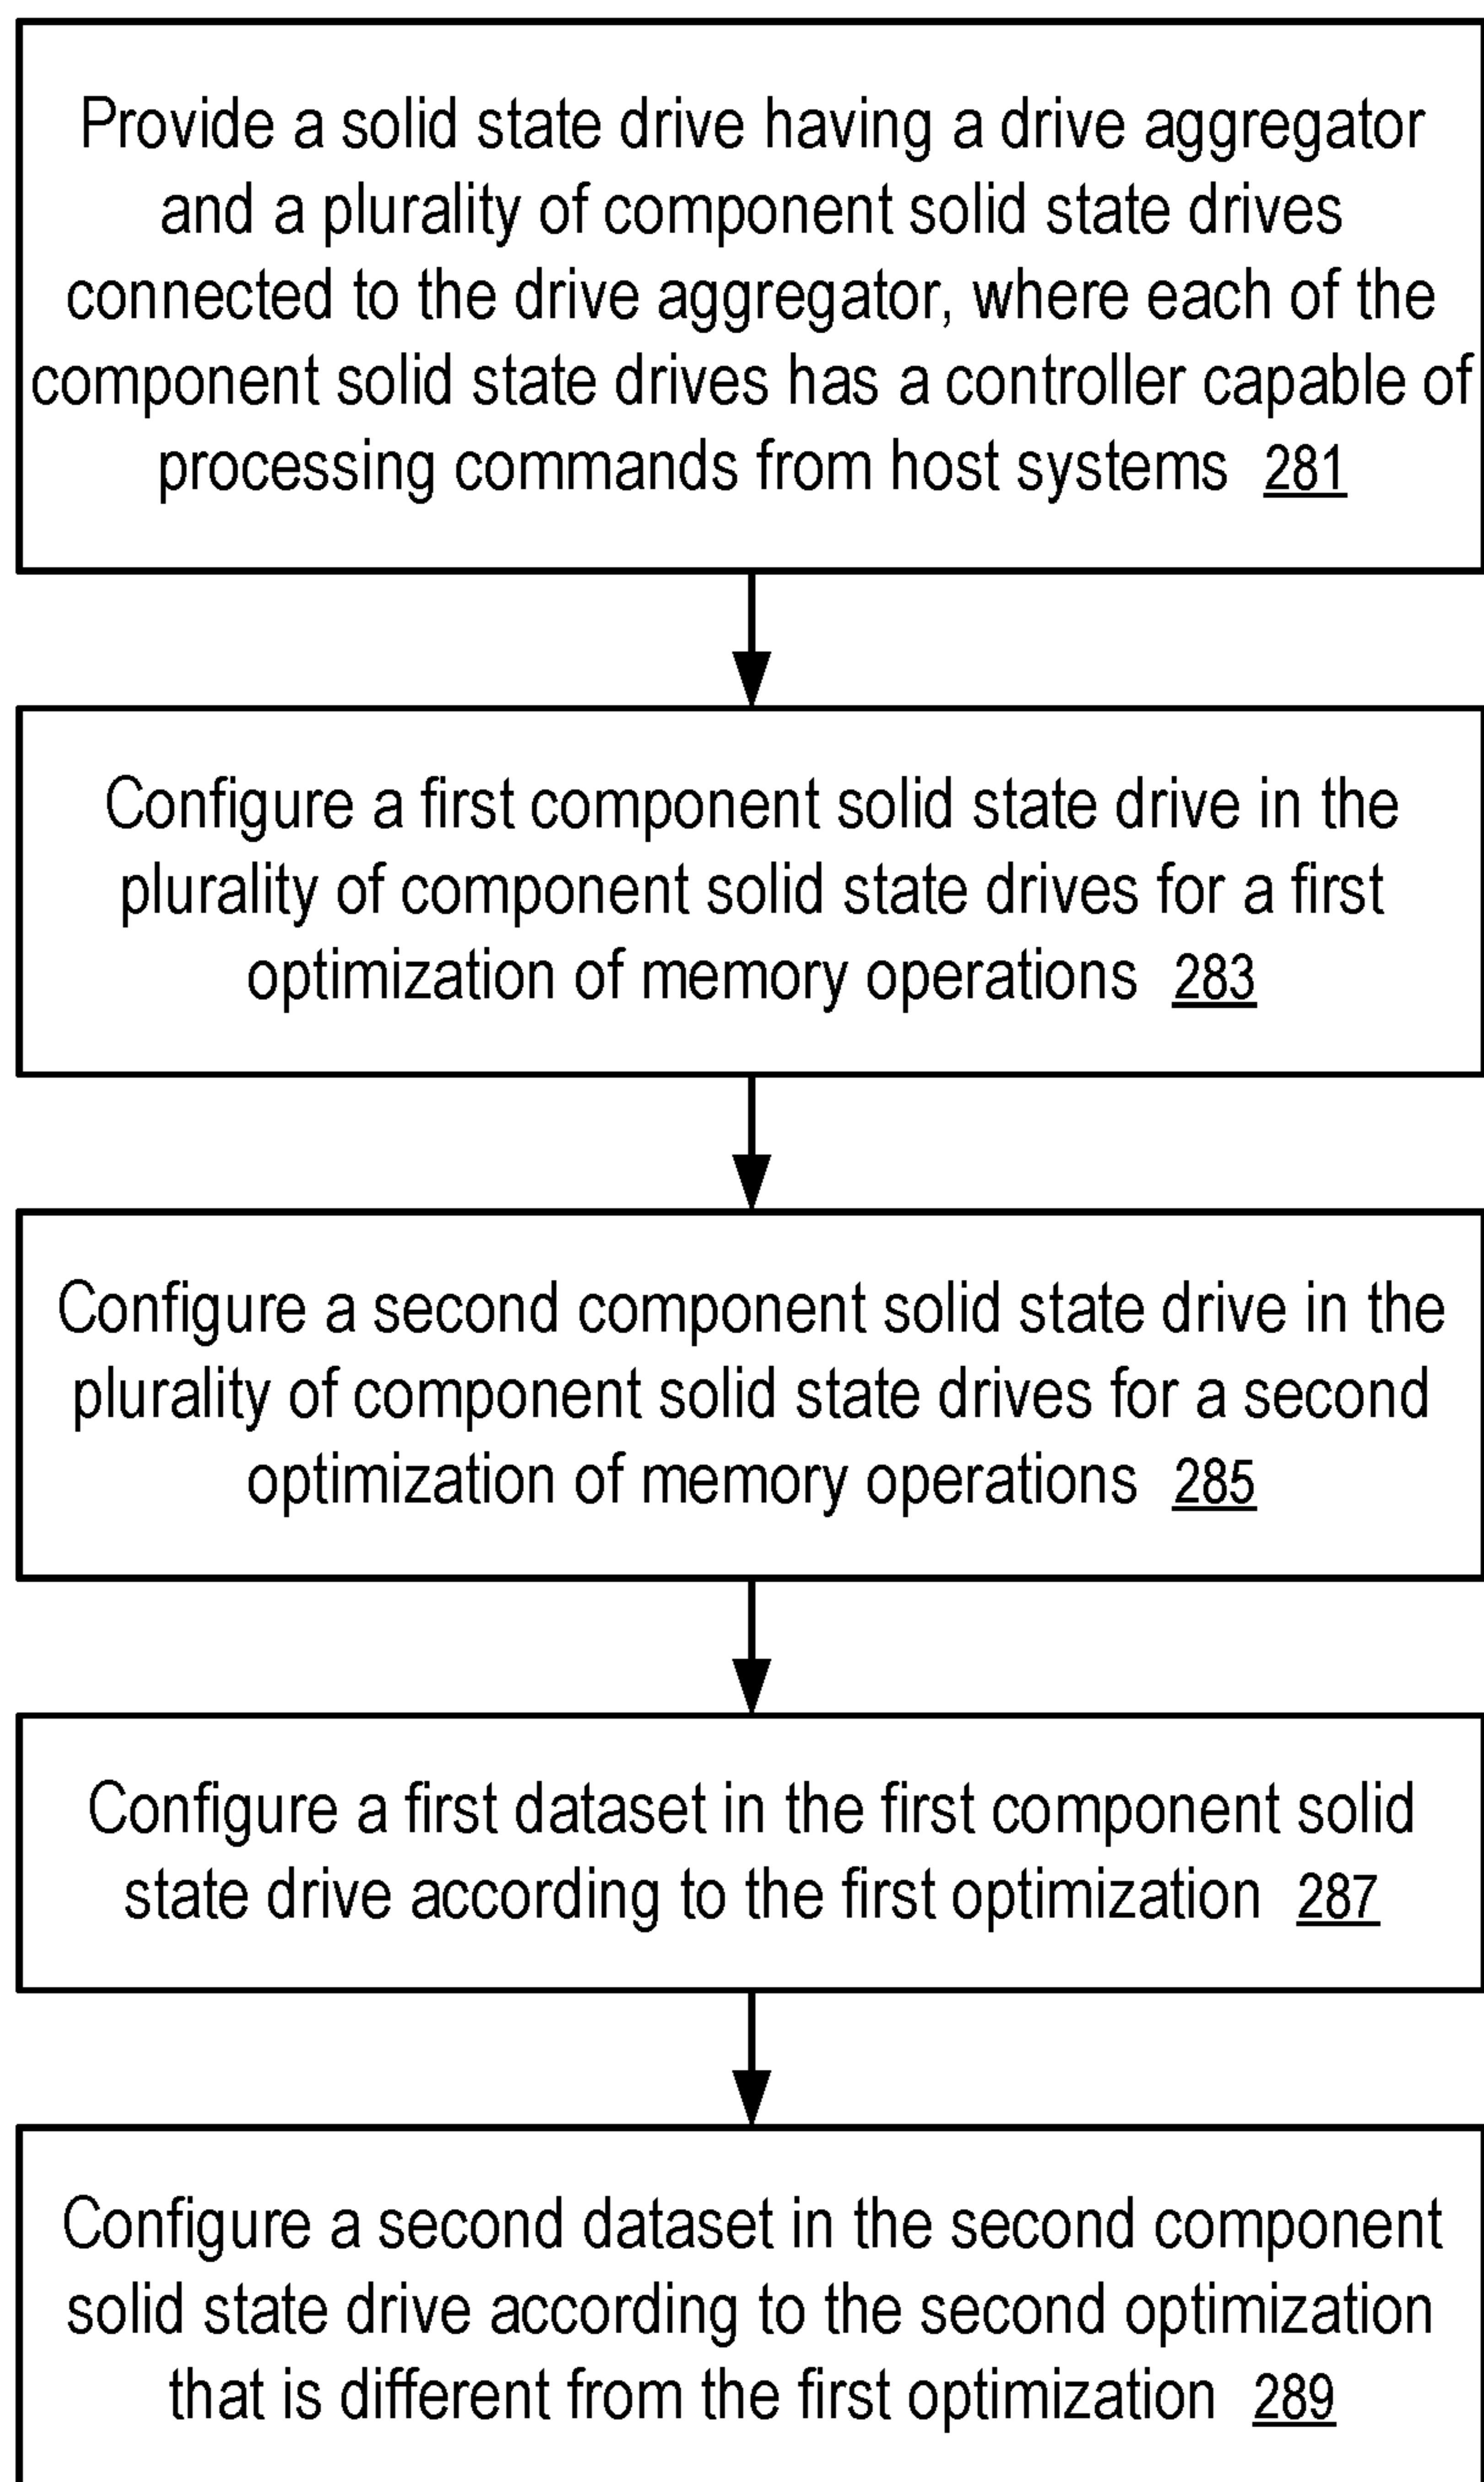 Provide a solid state drive having a drive aggregator
and a plurality of component solid state drives
connected to the drive aggregator, where each of the
component solid state drives has a controller capable of
processing commands from host systems 281
Configure a first component solid state drive in the
plurality of component solid state drives for a first
optimization of memory operations 283
Configure a second component solid state drive in the
plurality of component solid state drives for a second
optimization of memory operations 285
Configure a first dataset in the first component solid
state drive according to the first optimization 287
Configure a second dataset in the second component
solid state drive according to the second optimization
that is different from the first optimization 289